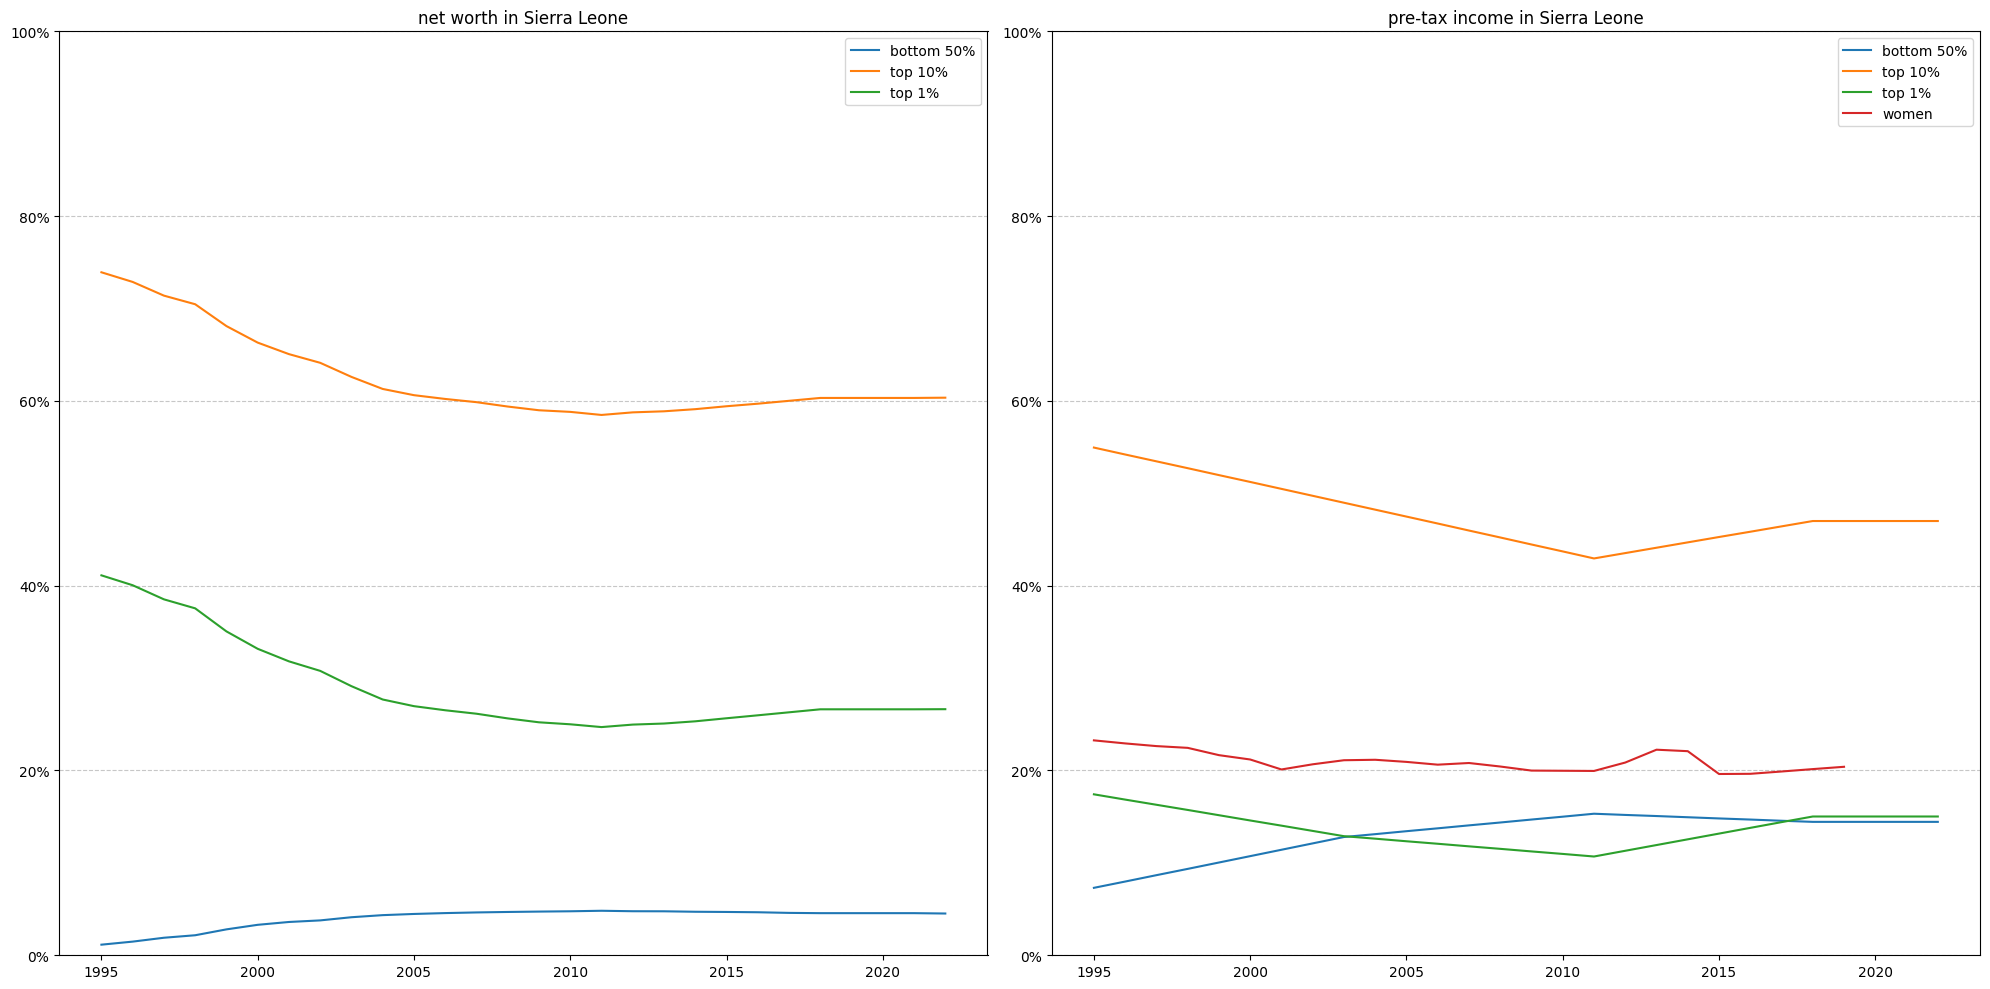 net worth in Sierra Leone
100%
80%
60%
40%
20%
0%
1995 2000 2005 2010 2015 2020
bottom 50%
top 10%
top 1%
pre-tax income in Sierra Leone
100%
80%
60%
40%
20%
0%
1995 2000 2005 2010 2015 2020
bottom 50%
top 10%
top 1%
women